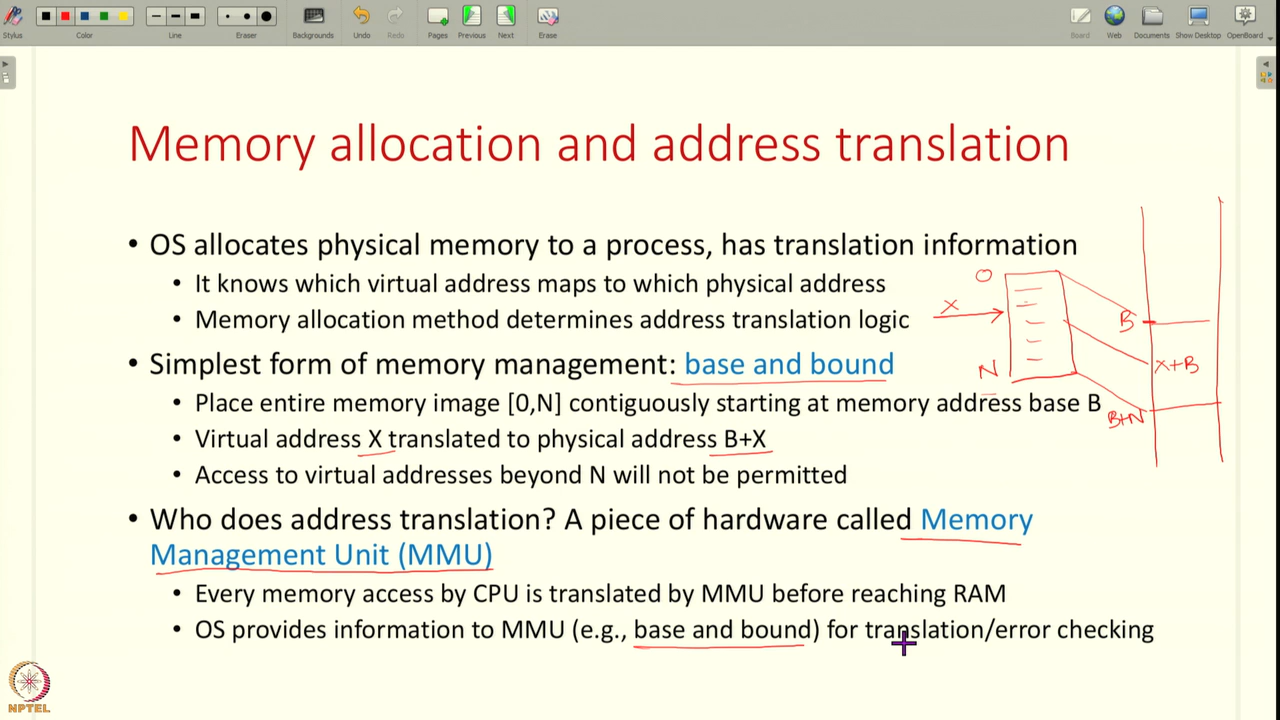 Stylus
Color
Line
Eraser
Backgrounds
Undo
Redo
Pages
Previous
Next
Erase
Board
Web
Documents
Show Desktop
OpenBoard
Memory allocation and address translation
• OS allocates physical memory to a process, has translation information
• It knows which virtual address maps to which physical address
• Memory allocation method determines address translation logic
• Simplest form of memory management: base and bound
• Place entire memory image [0,N] contiguously starting at memory address base B
• Virtual address X translated to physical address B+X
• Access to virtual addresses beyond N will not be permitted
• Who does address translation? A piece of hardware called Memory
Management Unit (MMU)
• Every memory access by CPU is translated by MMU before reaching RAM
• OS provides information to MMU (e.g., base and bound) for translation/error checking
O
X
N
B
X+B
B+N
NPTEL